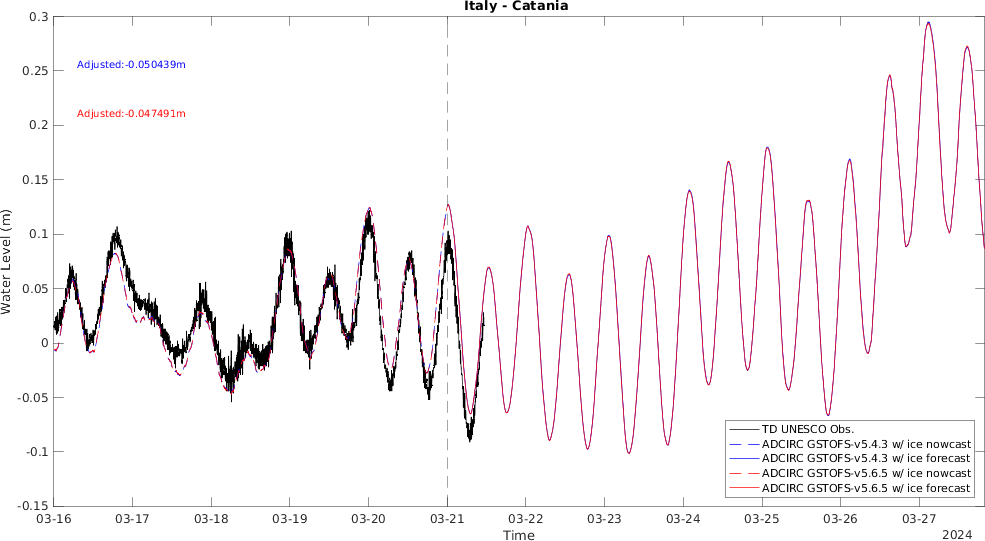 Italy - Catania
Adjusted:-0.050439m
Adjusted:-0.047491m
Water Level (m)
0.3
0.25
0.2
0.15
0.1
0.05
0
-0.05
-0.1
-0.15
TD UNESCO Obs.
ADCIRC GSTOFS-v5.4.3 w/ ice nowcast
ADCIRC GSTOFS-v5.4.3 w/ ice forecast
ADCIRC GSTOFS-v5.6.5 w/ ice nowcast
ADCIRC GSTOFS-v5.6.5 w/ ice forecast
03-16 03-17 03-18 03-19 03-20 03-21 03-22 03-23 03-24 03-25 03-26 03-27
Time
2024